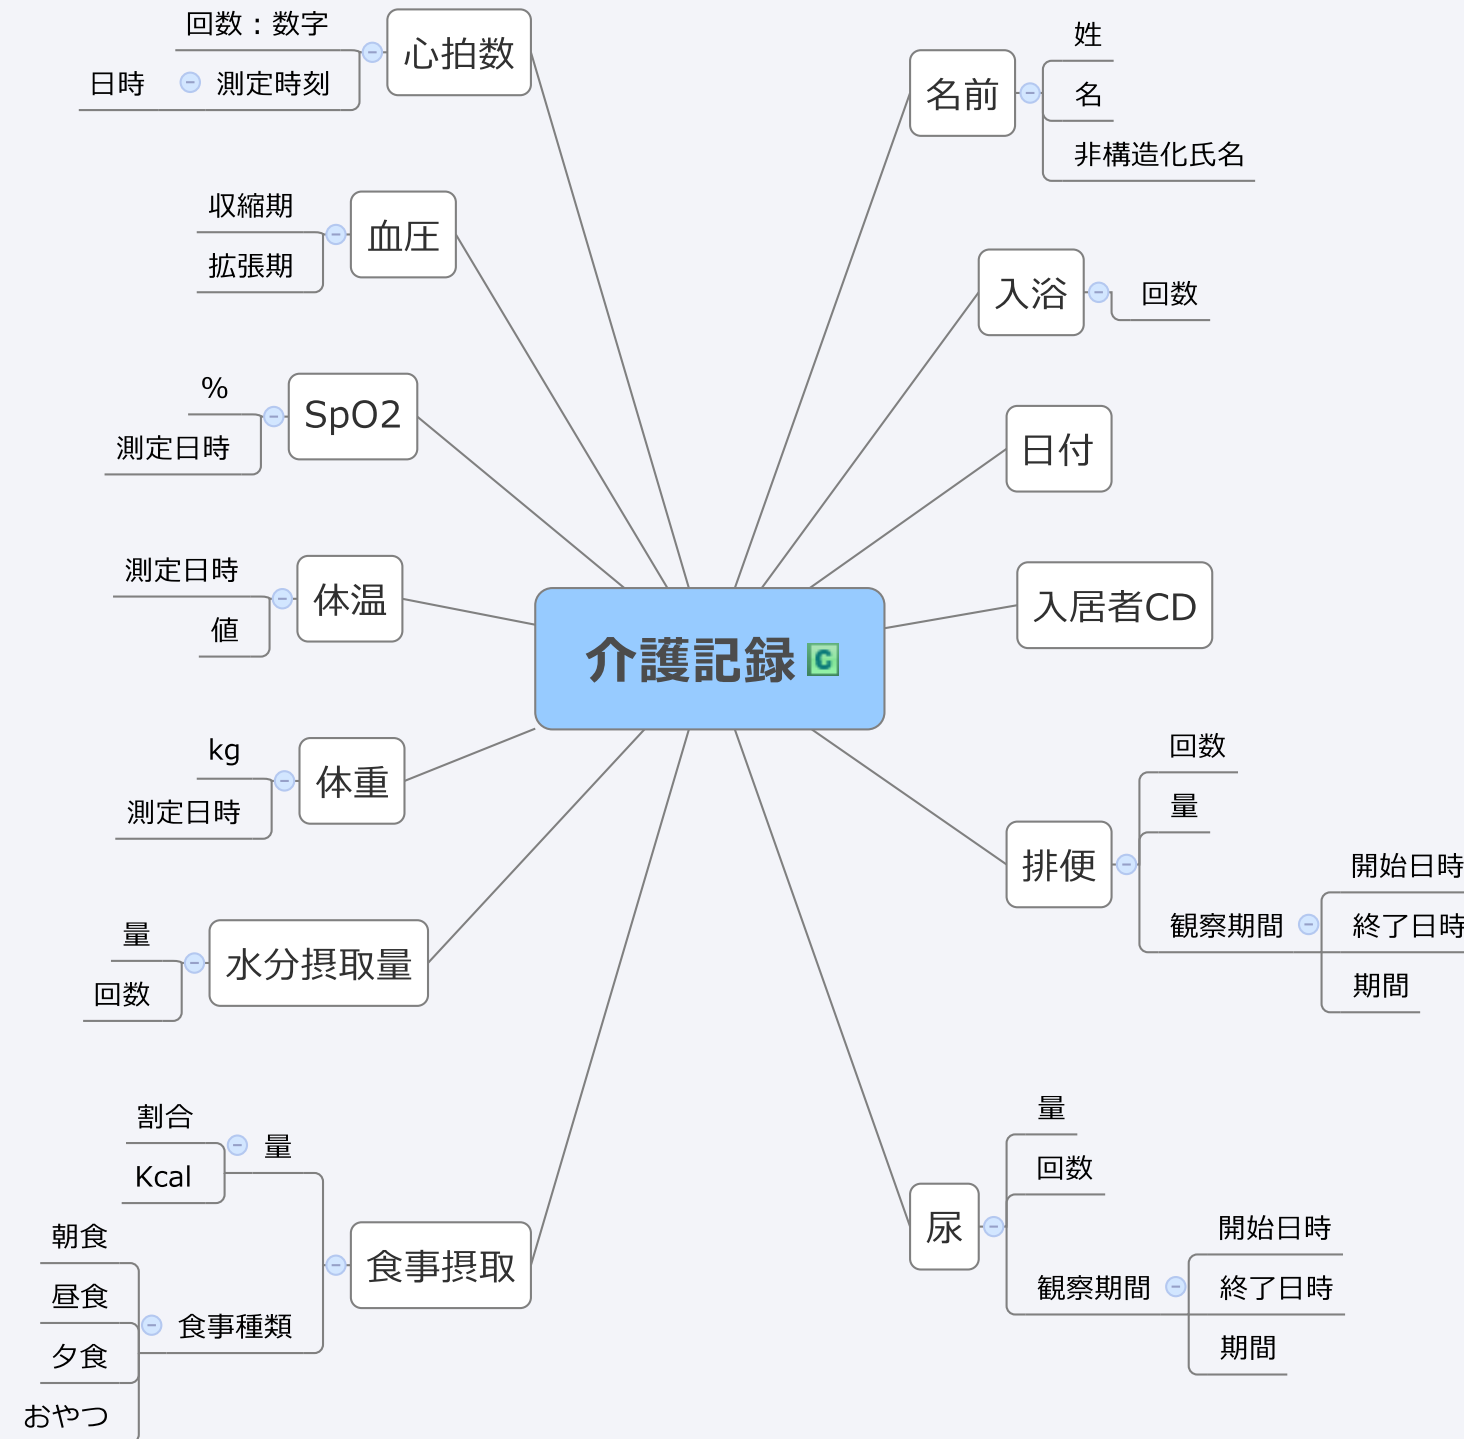 介護記録
C
名前
姓
名
非構造化氏名
入浴
回数
日付
入居者CD
排便
回数
量
観察期間
開始日時
終了日時
期間
尿
量
回数
観察期間
開始日時
終了日時
期間
心拍数
回数：数字
測定時刻
日時
血圧
収縮期
拡張期
SpO2
%
測定日時
体温
測定日時
値
体重
kg
測定日時
水分摂取量
量
回数
食事摂取
量
割合
Kcal
食事種類
朝食
昼食
夕食
おやつ